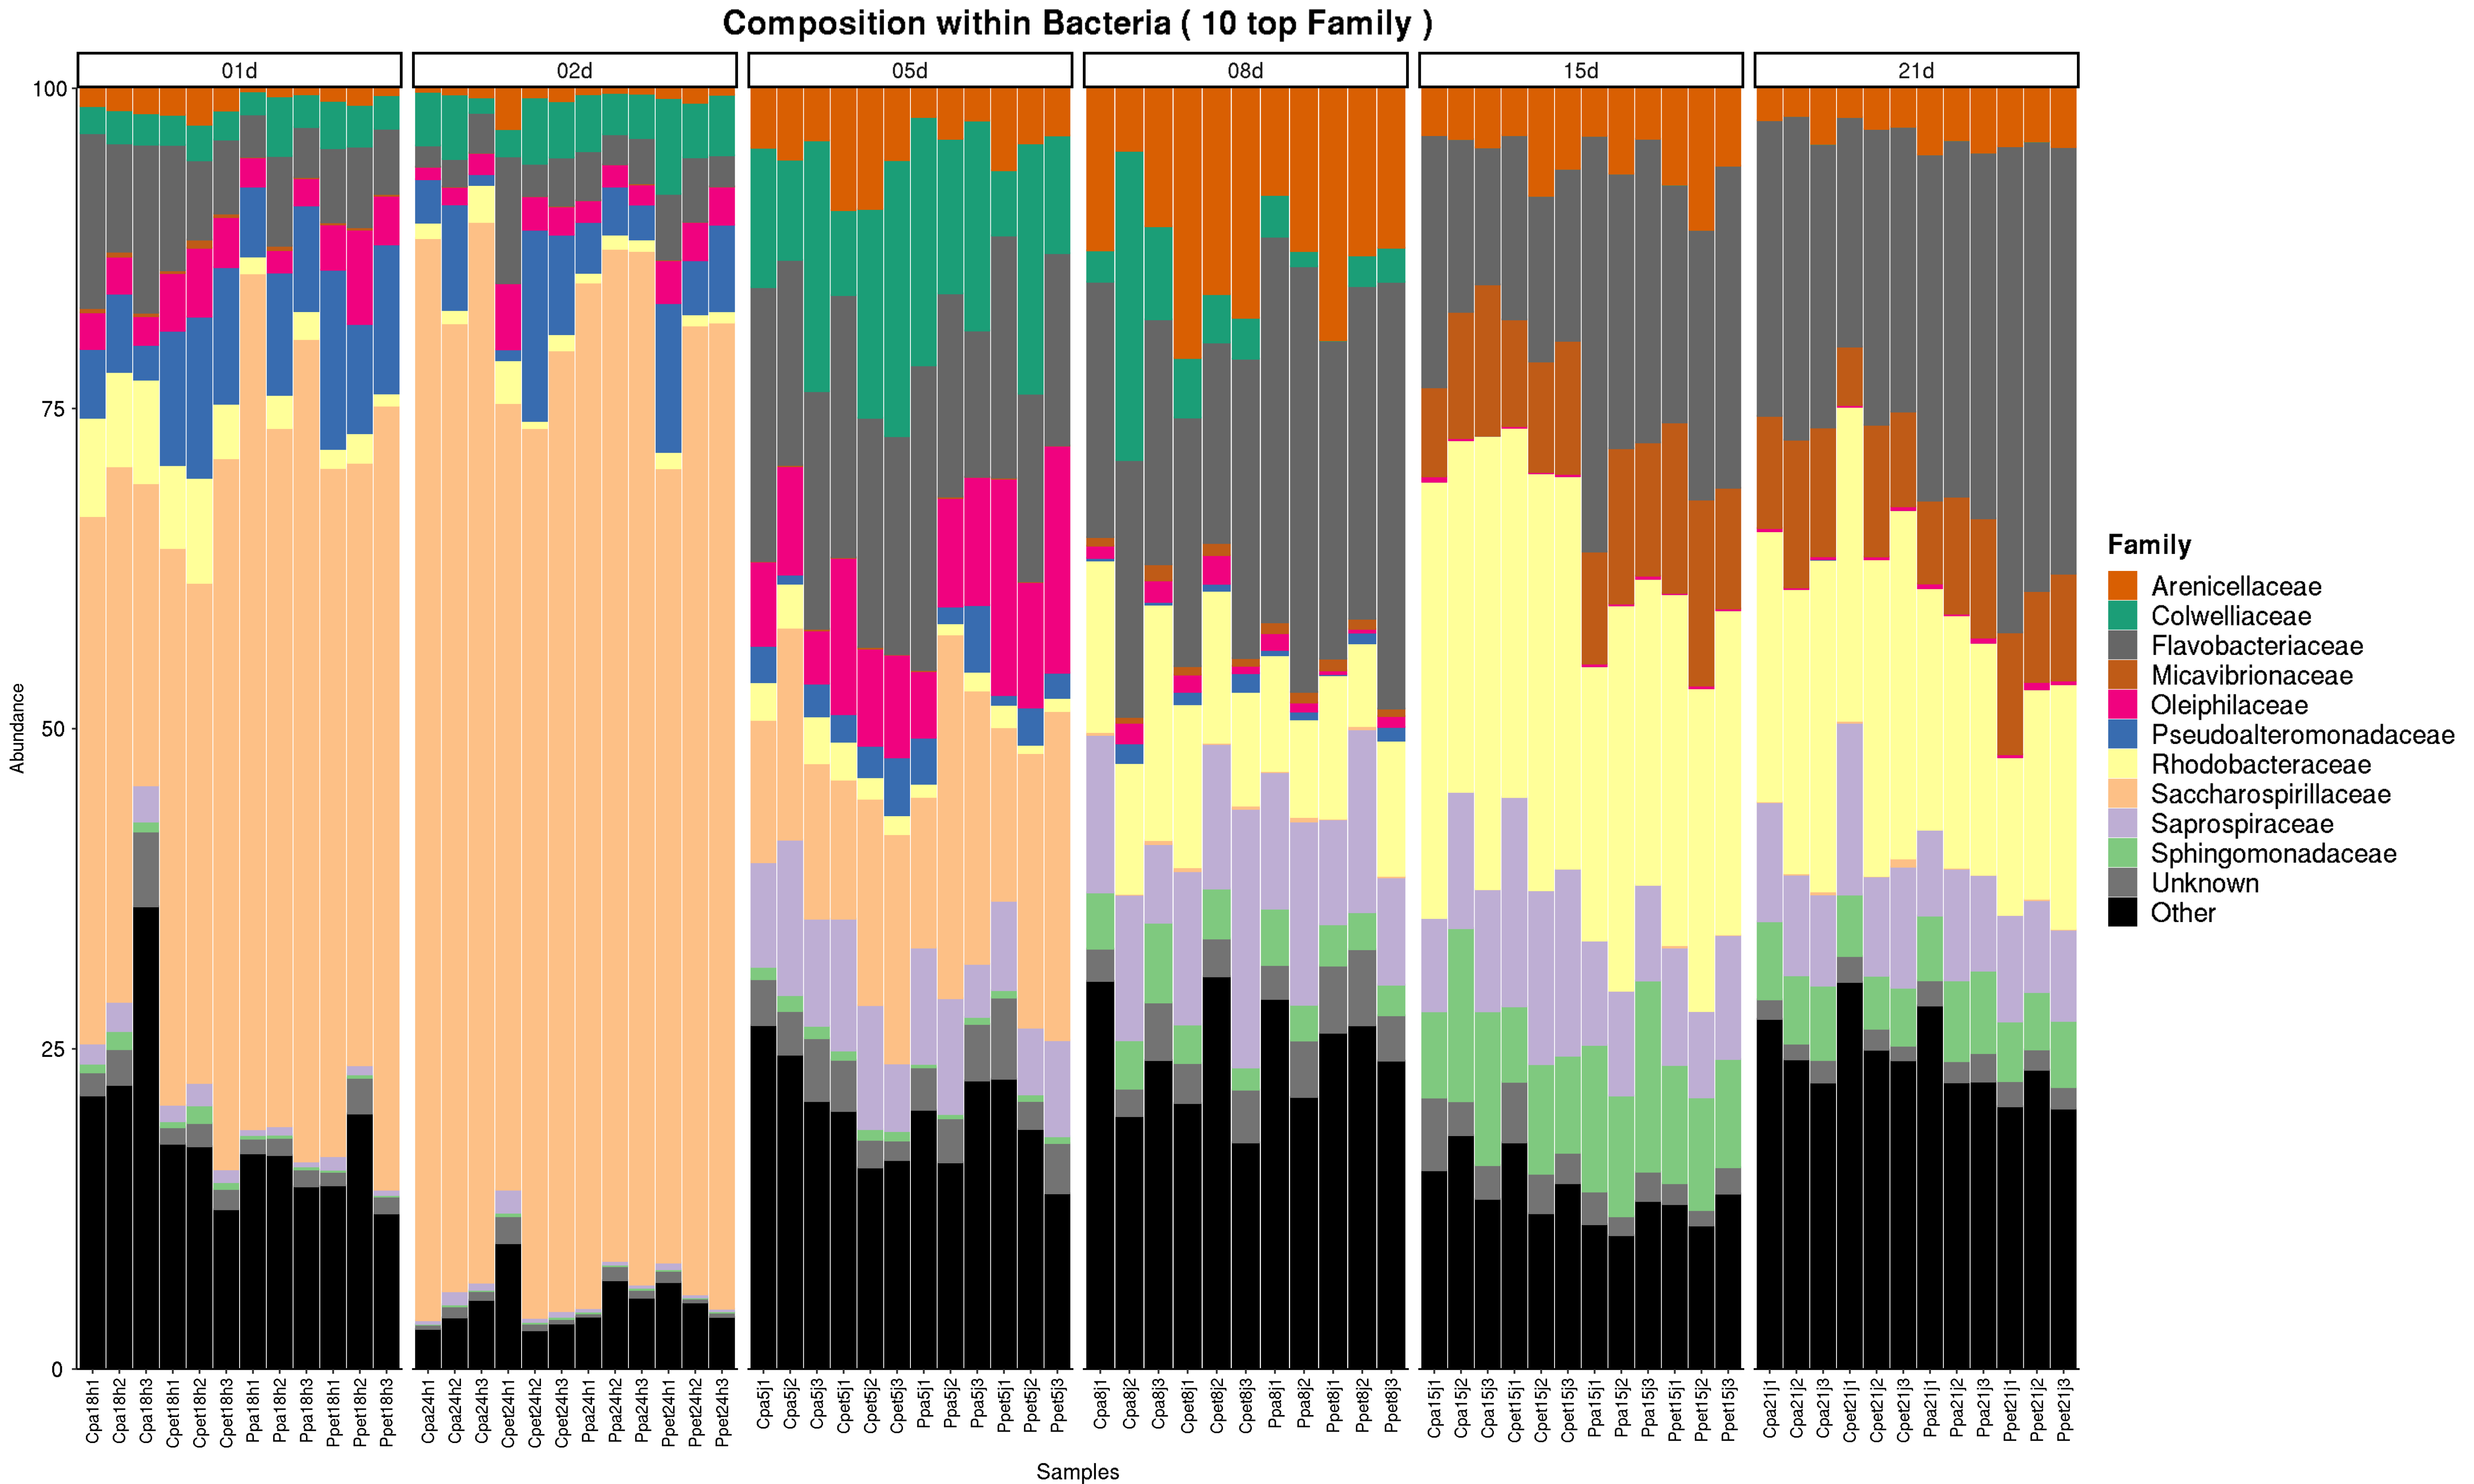 Composition within Bacteria ( 10 top Family )
01d 02d 05d 08d 15d 21d
100
75
50
25
0
Abundance
Cpa18h1 Cpa18h2 Cpa18h3 Cpet18h1 Cpet18h2 Cpet18h3 Ppa18h1 Ppa18h2 Ppa18h3 Ppet18h1 Ppet18h2 Ppet18h3
Cpa24h1 Cpa24h2 Cpa24h3 Cpet24h1 Cpet24h2 Cpet24h3 Ppa24h1 Ppa24h2 Ppa24h3 Ppet24h1 Ppet24h2 Ppet24h3
Cpa5j1 Cpa5j2 Cpa5j3 Cpet5j1 Cpet5j2 Cpet5j3 Ppa5j1 Ppa5j2 Ppa5j3 Ppet5j1 Ppet5j2 Ppet5j3
Cpa8j1 Cpa8j2 Cpa8j3 Cpet8j1 Cpet8j2 Cpet8j3 Ppa8j1 Ppa8j2 Ppet8j1 Ppet8j2 Ppet8j3
Cpa15j1 Cpa15j2 Cpa15j3 Cpet15j1 Cpet15j2 Cpet15j3 Ppa15j1 Ppa15j2 Ppa15j3 Ppet15j1 Ppet15j2 Ppet15j3
Cpa21j1 Cpa21j2 Cpa21j3 Cpet21j1 Cpet21j2 Cpet21j3 Ppa21j1 Ppa21j2 Ppa21j3 Ppet21j1 Ppet21j2 Ppet21j3
Samples
Family
Arenicellaceae
Colwelliaceae
Flavobacteriaceae
Micavibrionaceae
Oleiphilaceae
Pseudoalteromonadaceae
Rhodobacteraceae
Saccharospirillaceae
Saprospiraceae
Sphingomonadaceae
Unknown
Other